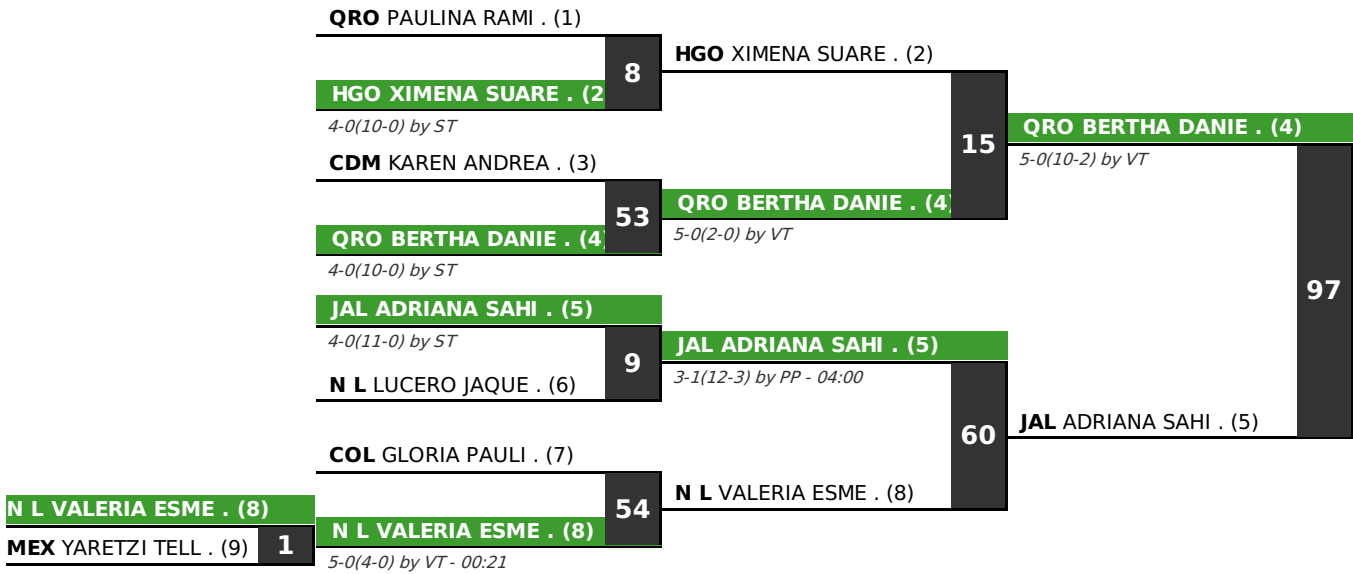 QRO PAULINA RAMI . (1)
8
HGO XIMENA SUARE . (2
4-0(10-0) by ST
CDM KAREN ANDREA . (3)
53
QRO BERTHA DANIE . (4)
4-0(10-0) by ST
JAL ADRIANA SAHI . (5)
4-0(11-0) by ST
9
N L LUCERO JAQUE . (6)
COL GLORIA PAULI . (7)
54
N L VALERIA ESME . (8)
5-0(4-0) by VT - 00:21
N L VALERIA ESME . (8)
MEX YARETZI TELL . (9)
1
HGO XIMENA SUARE . (2)
15
QRO BERTHA DANIE . (4)
5-0(2-0) by VT
JAL ADRIANA SAHI . (5)
3-1(12-3) by PP - 04:00
60
N L VALERIA ESME . (8)
QRO BERTHA DANIE . (4)
5-0(10-2) by VT
97
JAL ADRIANA SAHI . (5)